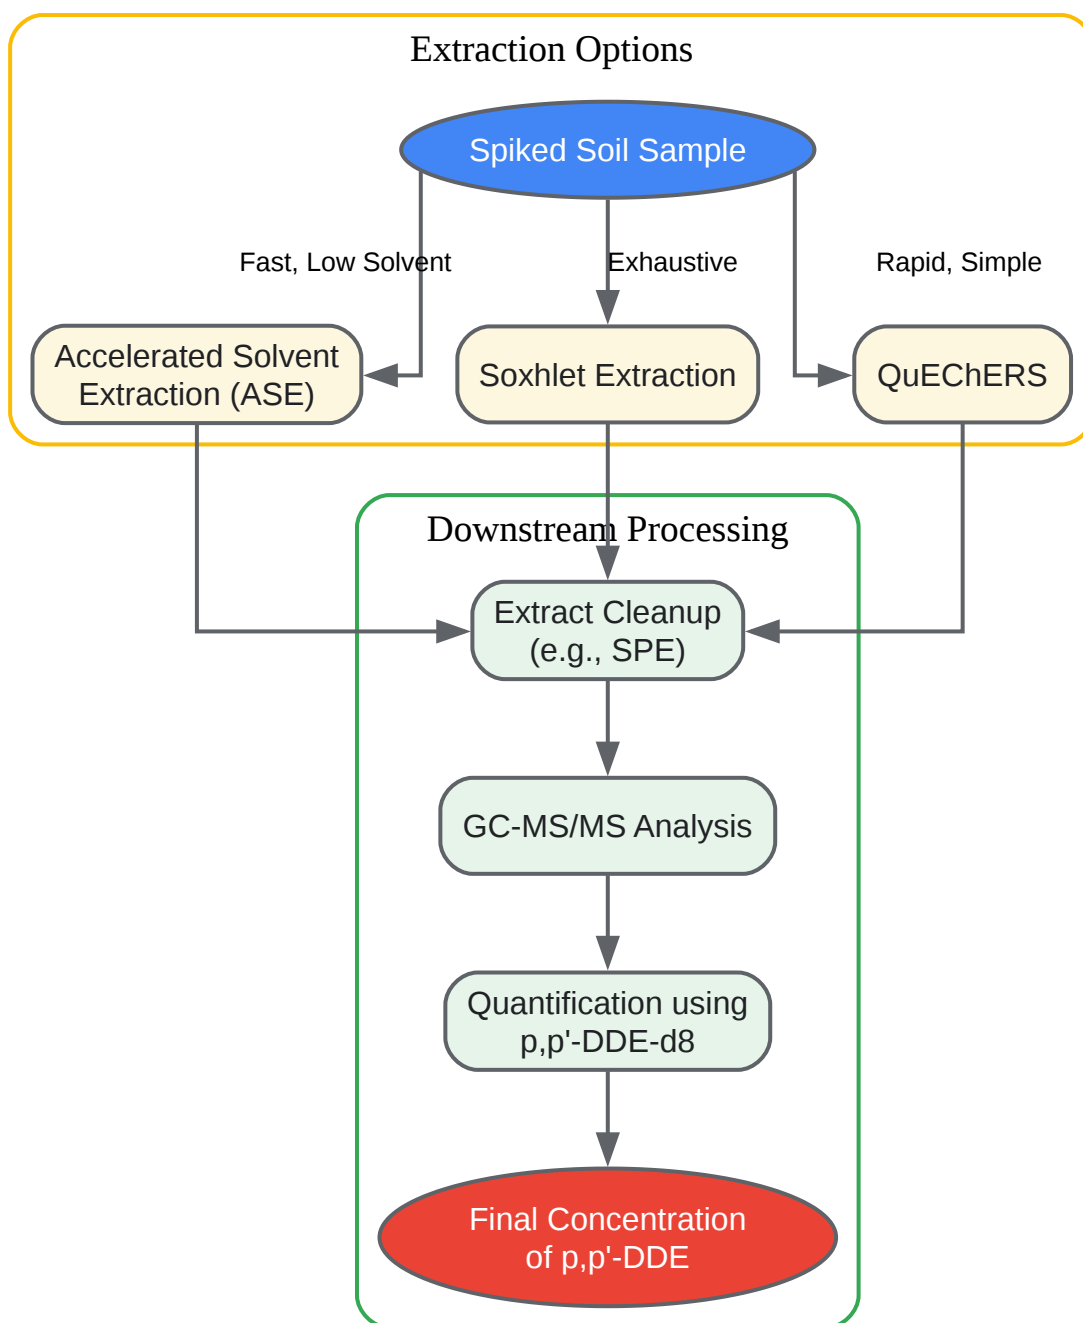 Extraction Options
Spiked Soil Sample
Fast, Low Solvent
Exhaustive
Rapid, Simple
Accelerated Solvent
Extraction (ASE)
Soxhlet Extraction
QuEChERS
Downstream Processing
Extract Cleanup
(e.g., SPE)
GC-MS/MS Analysis
Quantification using
p,p'-DDE-d8
Final Concentration
of p,p'-DDE